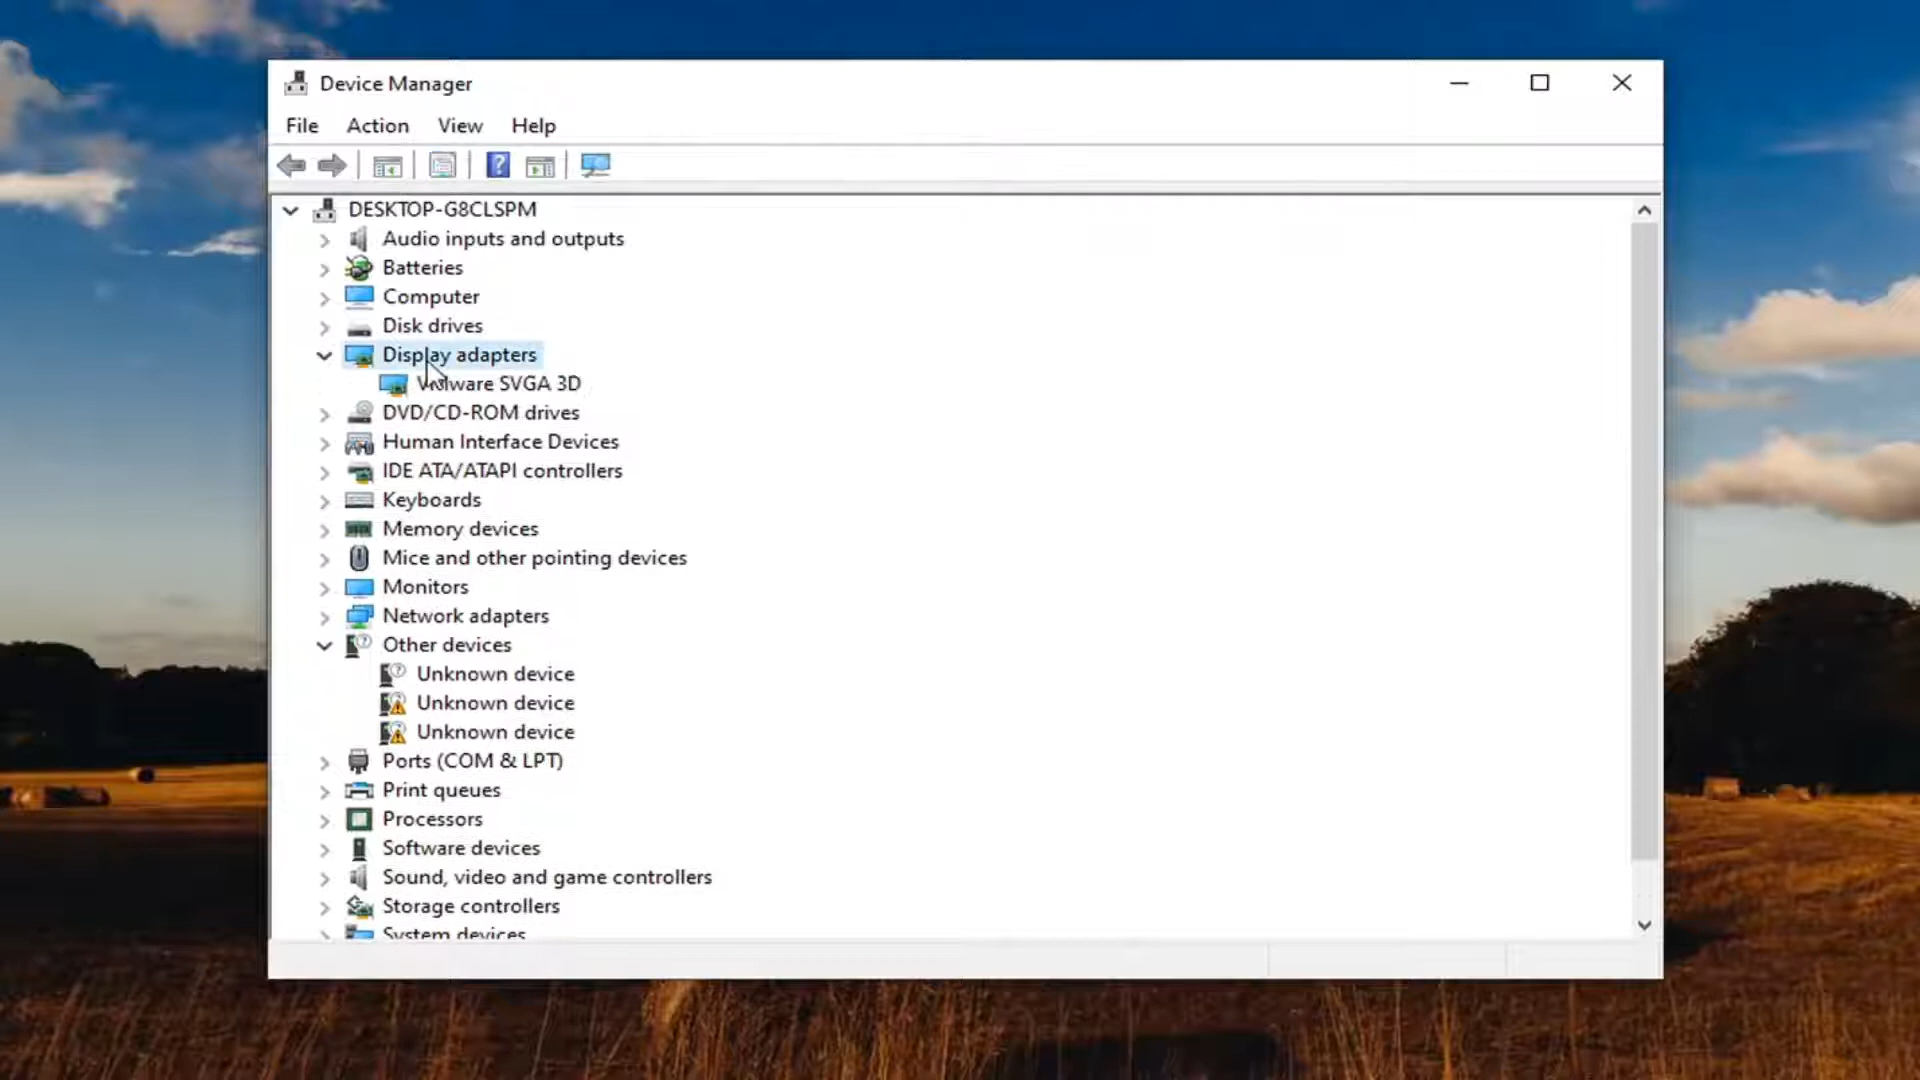 Device Manager
File Action View Help
DESKTOP-G8CLSPM
Audio inputs and outputs
Batteries
Computer
Disk drives
Display adapters
VMware SVGA 3D
DVD/CD-ROM drives
Human Interface Devices
IDE ATA/ATAPI controllers
Keyboards
Memory devices
Mice and other pointing devices
Monitors
Network adapters
Other devices
Unknown device
Unknown device
Unknown device
Ports (COM & LPT)
Print queues
Processors
Software devices
Sound, video and game controllers
Storage controllers
System devices